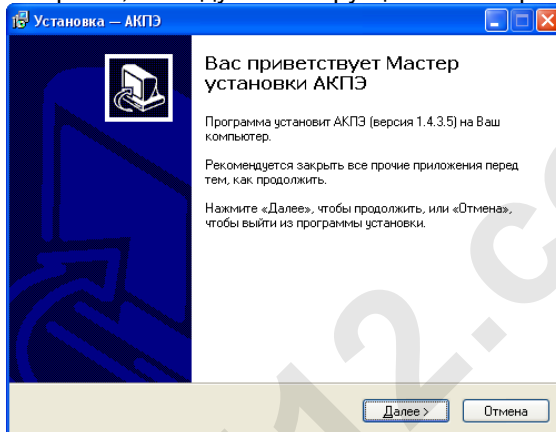 Установка — АКПЭ
Вас приветствует Мастер
установки АКПЭ
Программа установит АКПЭ (версия 1.4.3.5) на Ваш
компьютер.
Рекомендуется закрыть все прочие приложения перед
тем, как продолжить.
Нажмите «Далее», чтобы продолжить, или «Отмена»,
чтобы выйти из программы установки.
Далее >
Отмена